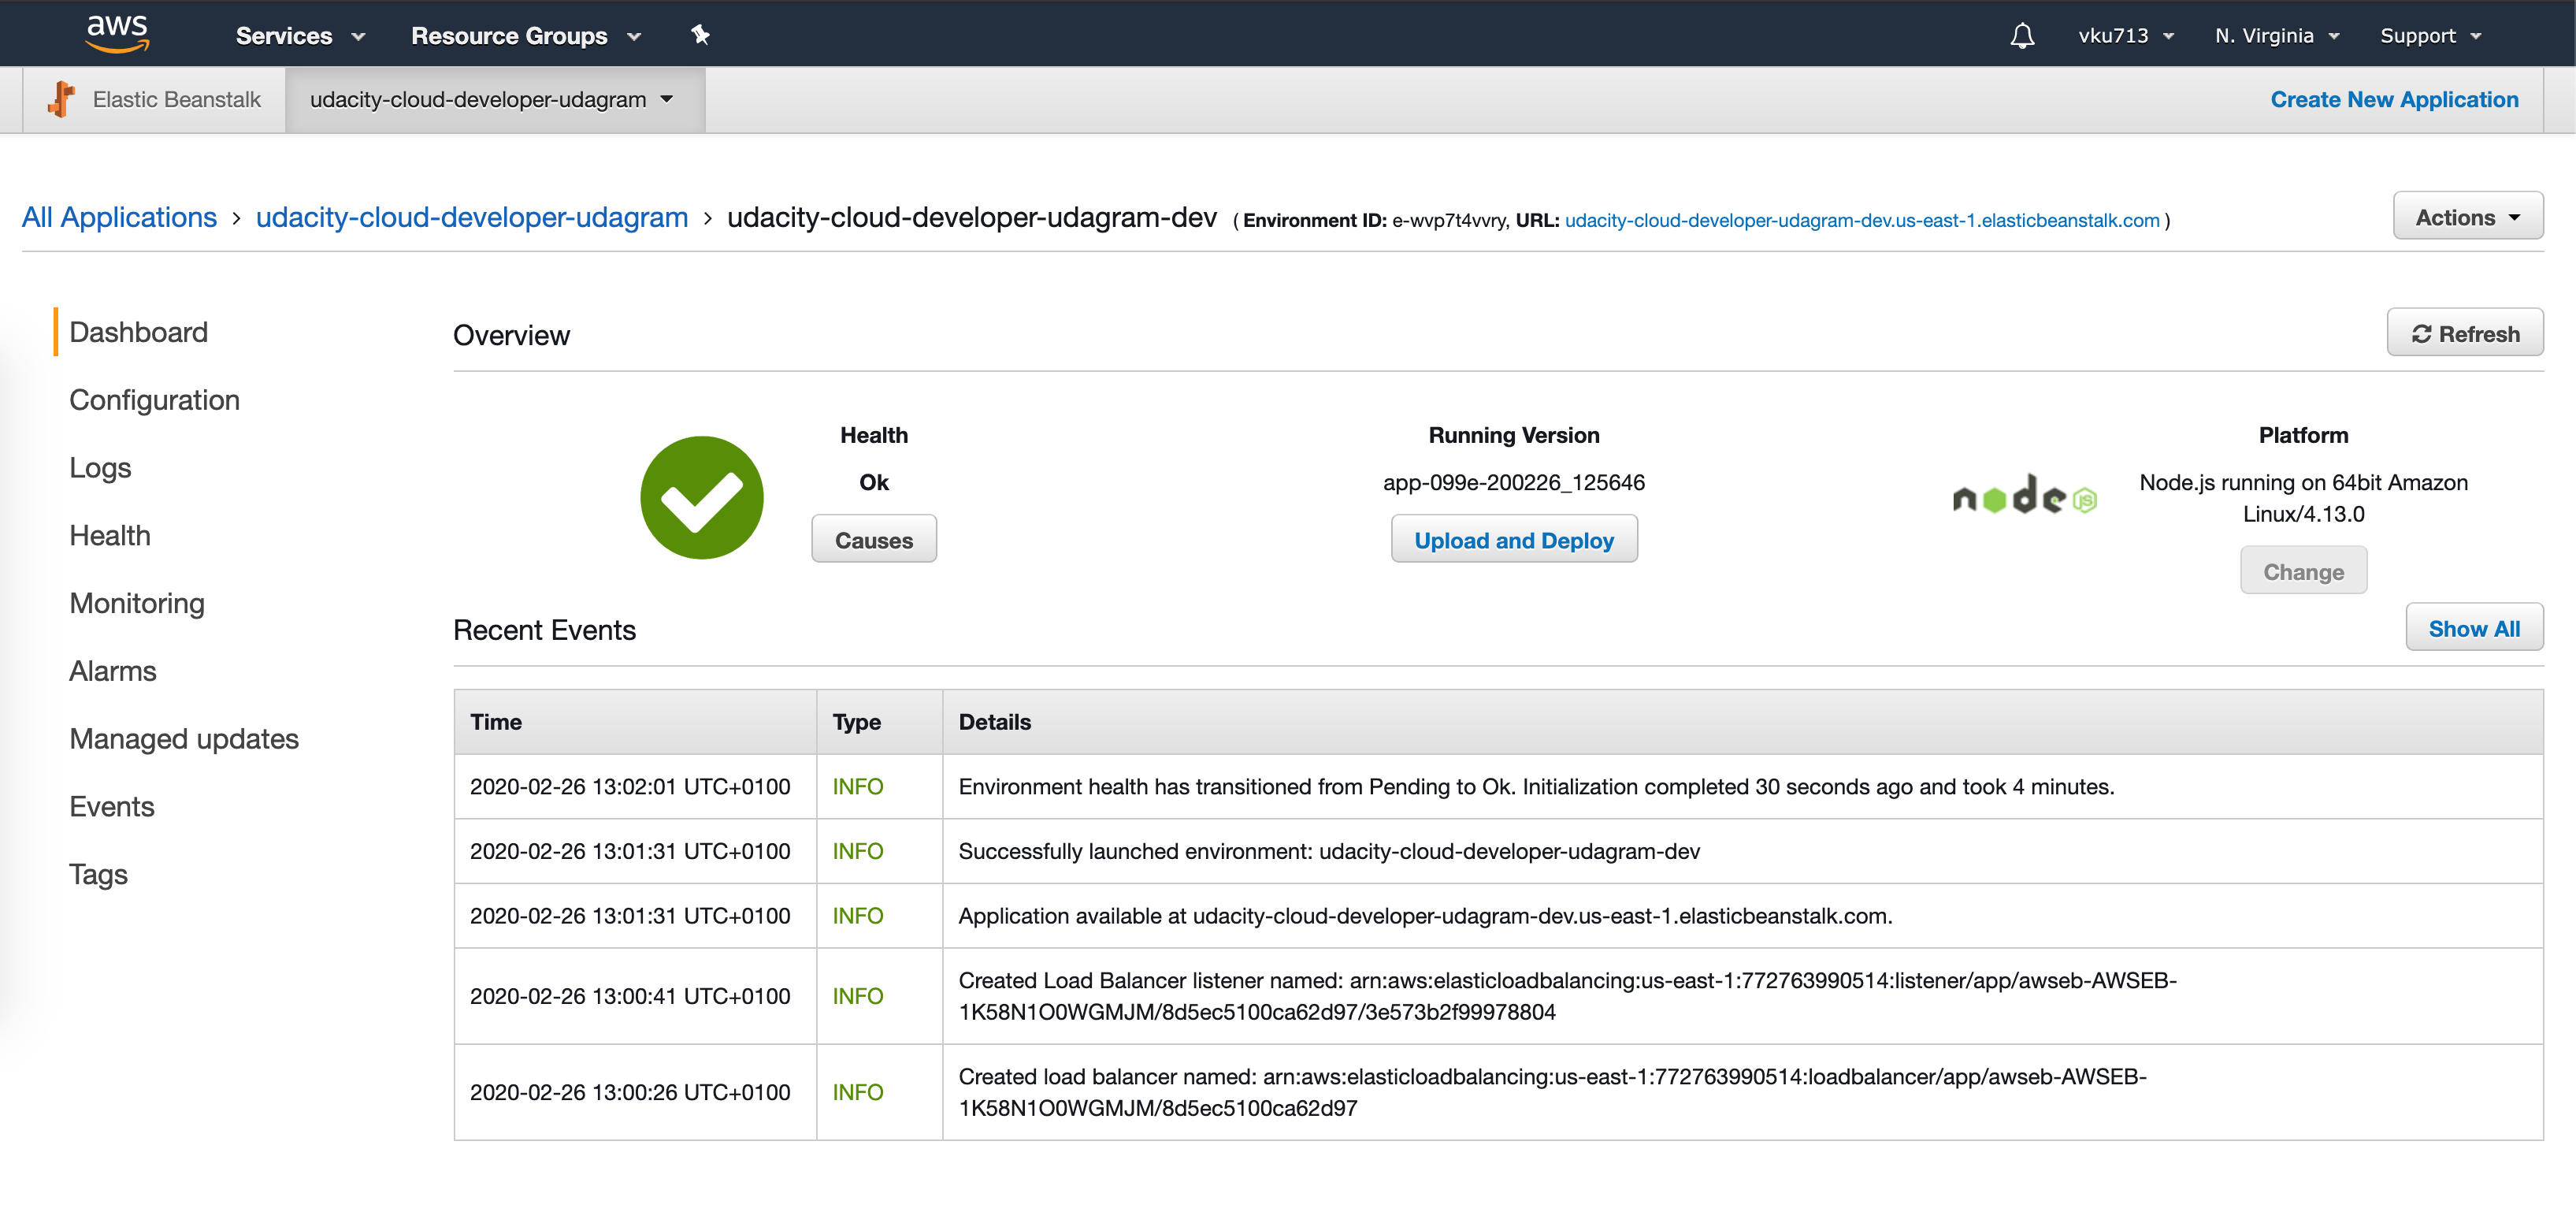 aws Services Resource Groups vku713 N. Virginia Support
Elastic Beanstalk udacity-cloud-developer-udagram Create New Application
All Applications › udacity-cloud-developer-udagram › udacity-cloud-developer-udagram-dev ( Environment ID: e-wvp7t4vvry, URL: udacity-cloud-developer-udagram-dev.us-east-1.elasticbeanstalk.com ) Actions
Dashboard
Configuration
Logs
Health
Monitoring
Alarms
Managed updates
Events
Tags
Overview Refresh
Health
Ok
Causes
Running Version
app-099e-200226_125646
Upload and Deploy
node js
Platform
Node.js running on 64bit Amazon
Linux/4.13.0
Change
Recent Events Show All
Time Type Details
2020-02-26 13:02:01 UTC+0100 INFO Environment health has transitioned from Pending to Ok. Initialization completed 30 seconds ago and took 4 minutes.
2020-02-26 13:01:31 UTC+0100 INFO Successfully launched environment: udacity-cloud-developer-udagram-dev
2020-02-26 13:01:31 UTC+0100 INFO Application available at udacity-cloud-developer-udagram-dev.us-east-1.elasticbeanstalk.com.
2020-02-26 13:00:41 UTC+0100 INFO Created Load Balancer listener named: arn:aws:elasticloadbalancing:us-east-1:772763990514:listener/app/awseb-AWSEB-
1K58N1O0WGMJM/8d5ec5100ca62d97/3e573b2f99978804
2020-02-26 13:00:26 UTC+0100 INFO Created load balancer named: arn:aws:elasticloadbalancing:us-east-1:772763990514:loadbalancer/app/awseb-AWSEB-
1K58N1O0WGMJM/8d5ec5100ca62d97